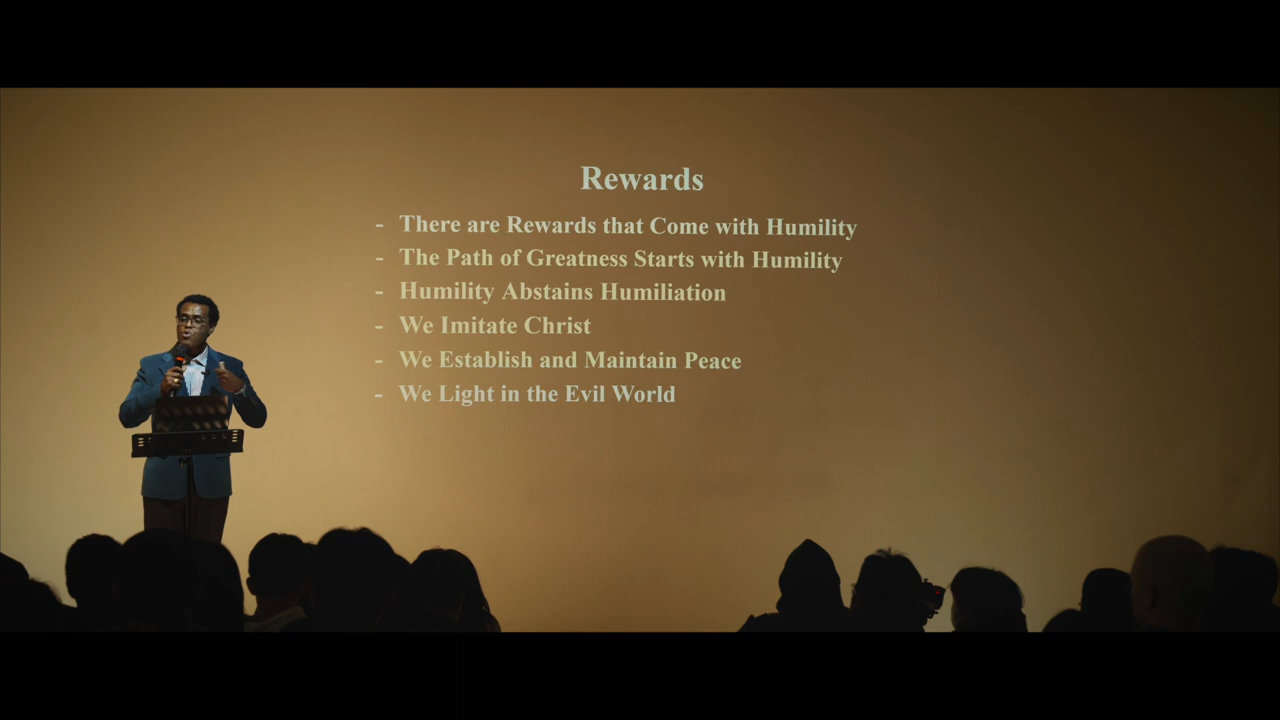 Rewards
- There are Rewards that Come with Humility
- The Path of Greatness Starts with Humility
- Humility Abstains Humiliation
- We Imitate Christ
- We Establish and Maintain Peace
- We Light in the Evil World